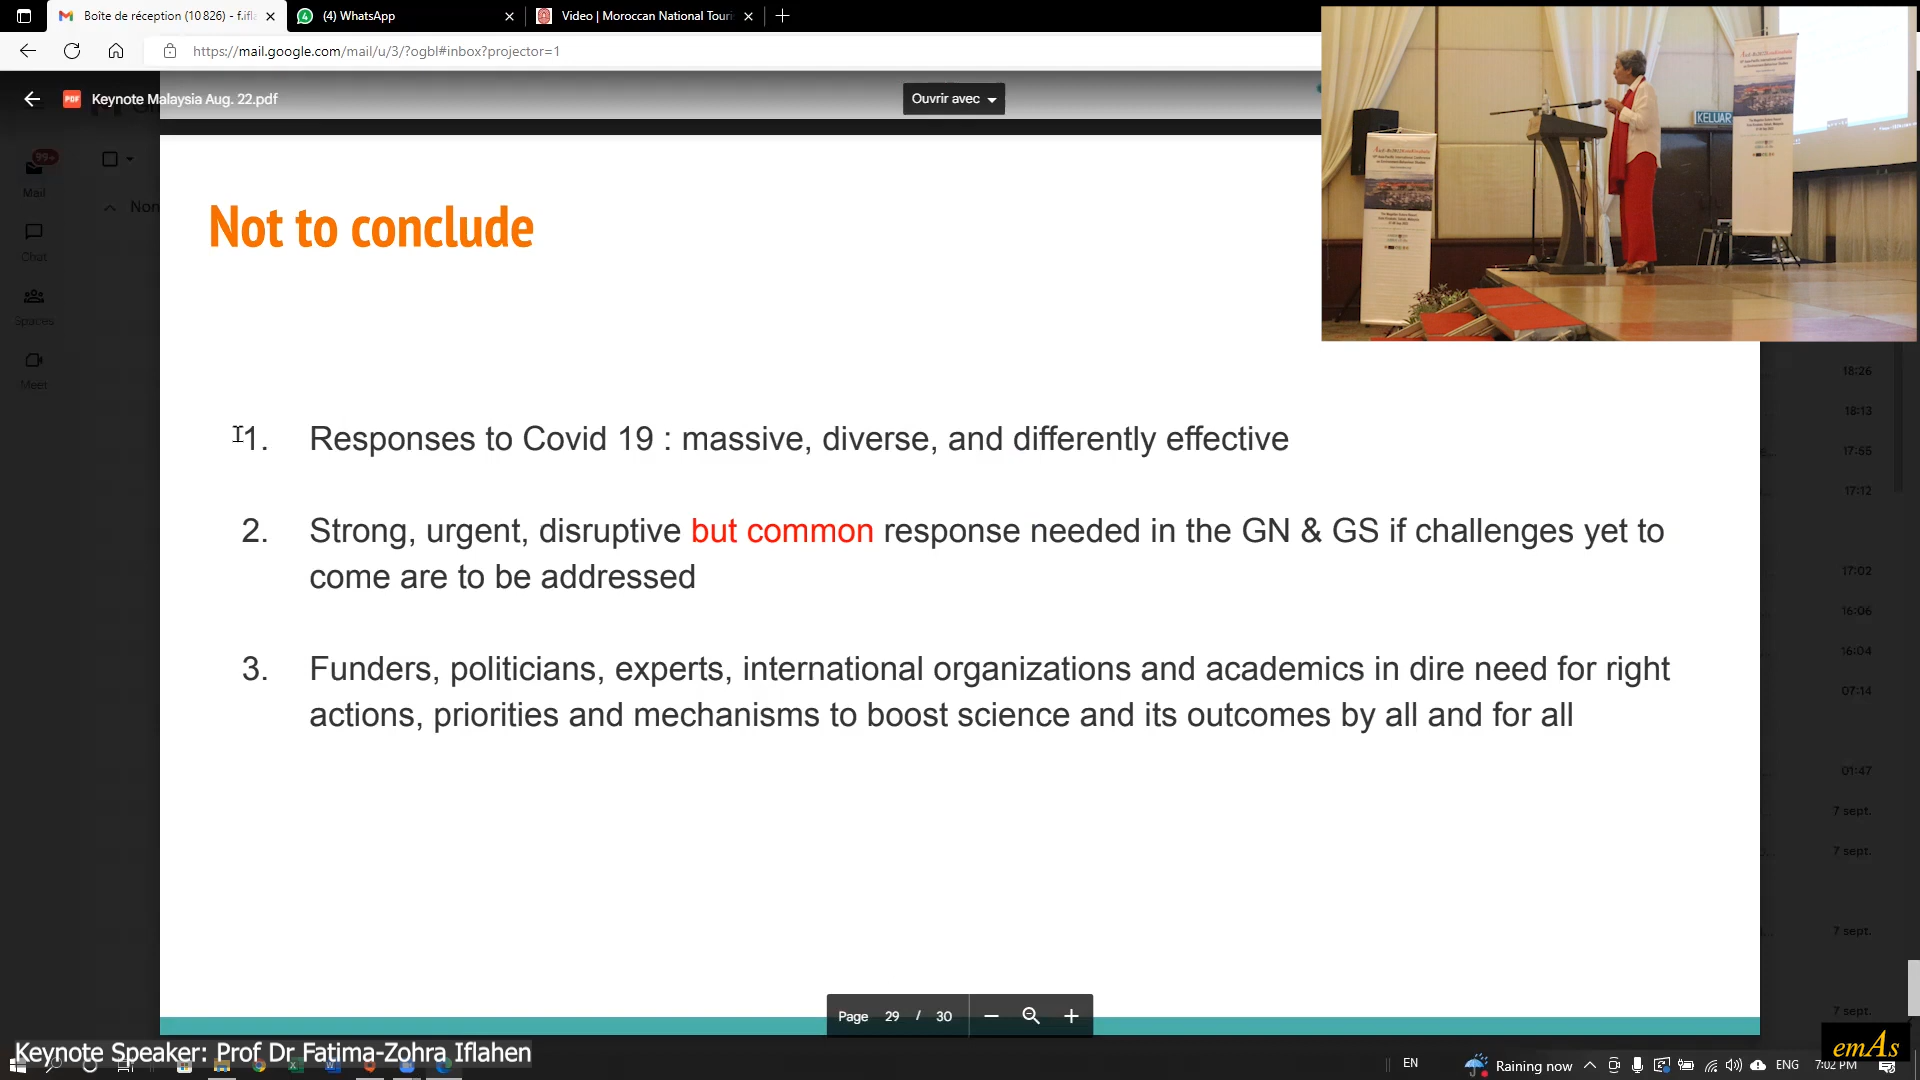 Boîte de réception (10 826) - f.ifla
(4) WhatsApp
Video | Moroccan National Touri
https://mail.google.com/mail/u/3/?ogbl#inbox?projector=1
PDF
Keynote Malaysia Aug. 22.pdf
Ouvrir avec
KELUAR
99+
Mail
Non
Chat
Spaces
Meet
Not to conclude
1. Responses to Covid 19 : massive, diverse, and differently effective
2. Strong, urgent, disruptive but common response needed in the GN & GS if challenges yet to
come are to be addressed
3. Funders, politicians, experts, international organizations and academics in dire need for right
actions, priorities and mechanisms to boost science and its outcomes by all and for all
18:26
18:13
17:55
17:12
17:02
16:06
16:04
07:14
01:47
7 sept.
7 sept.
7 sept.
7 sept.
Page 29 / 30
Keynote Speaker: Prof Dr Fatima-Zohra Iflahen
emAs
EN
Raining now
ENG
7:02 PM